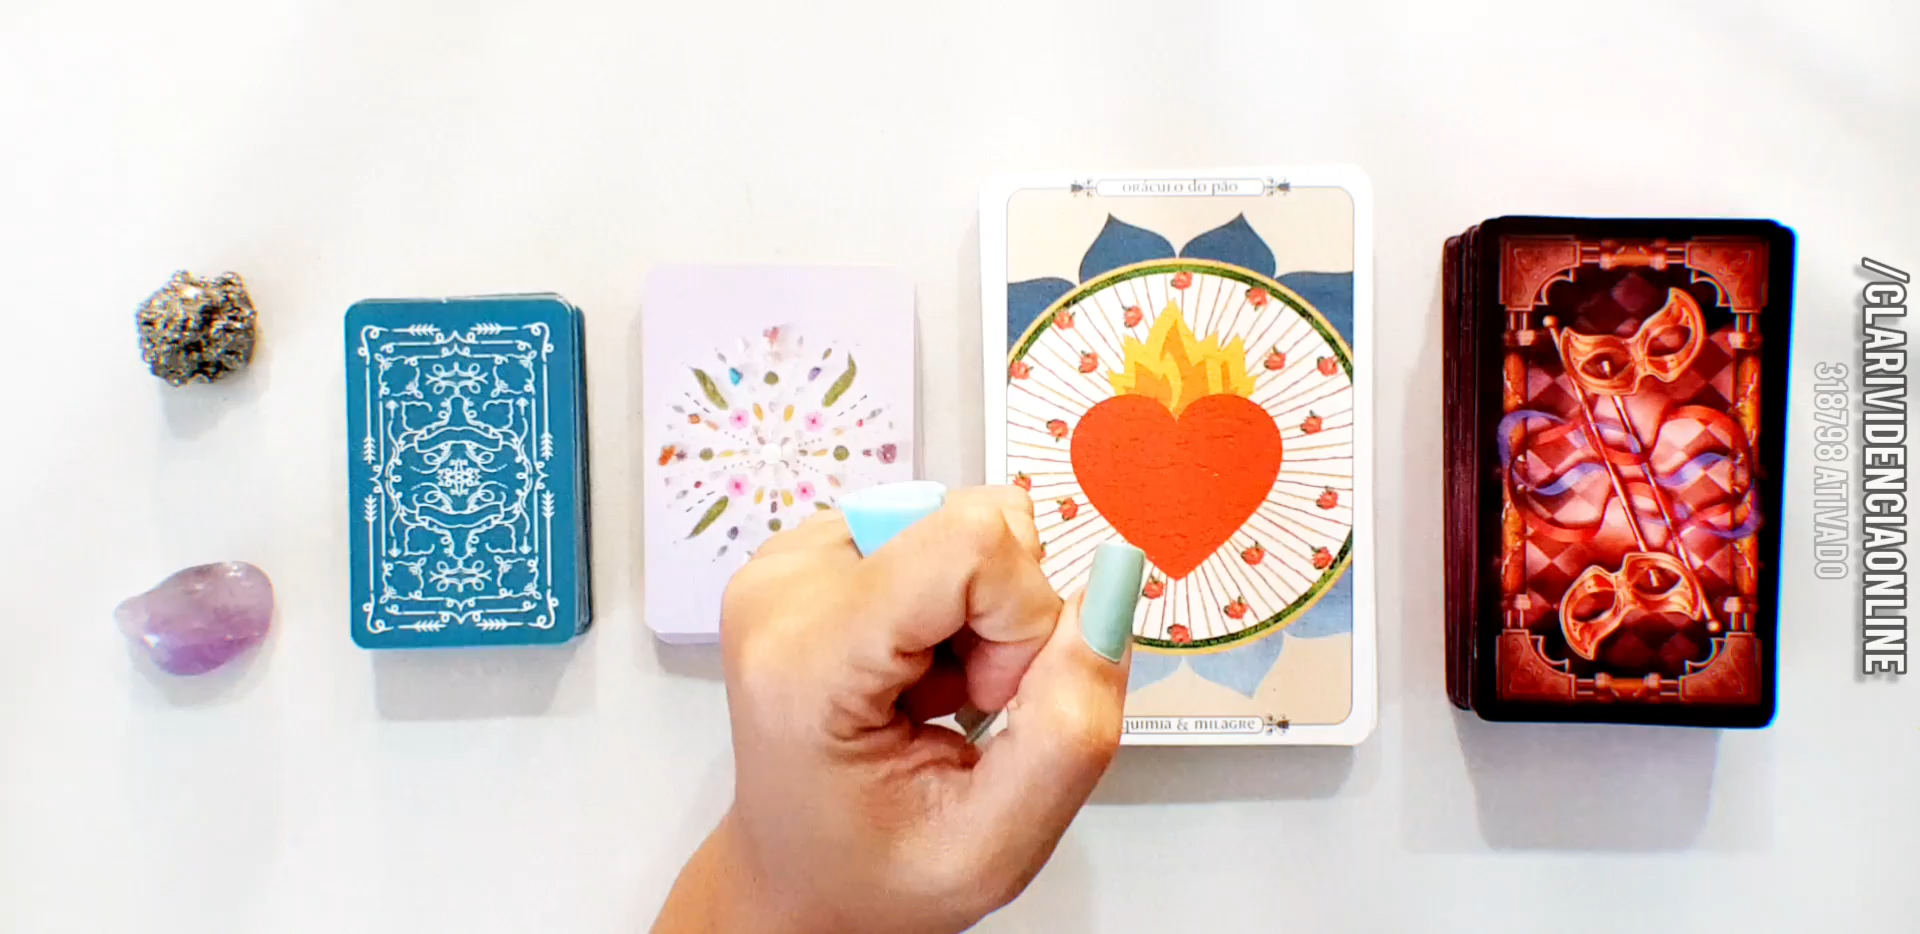 oráculo do pão
quimia & milagre
/CLARIVIDENCIAONLINE
318798 ATIVADO